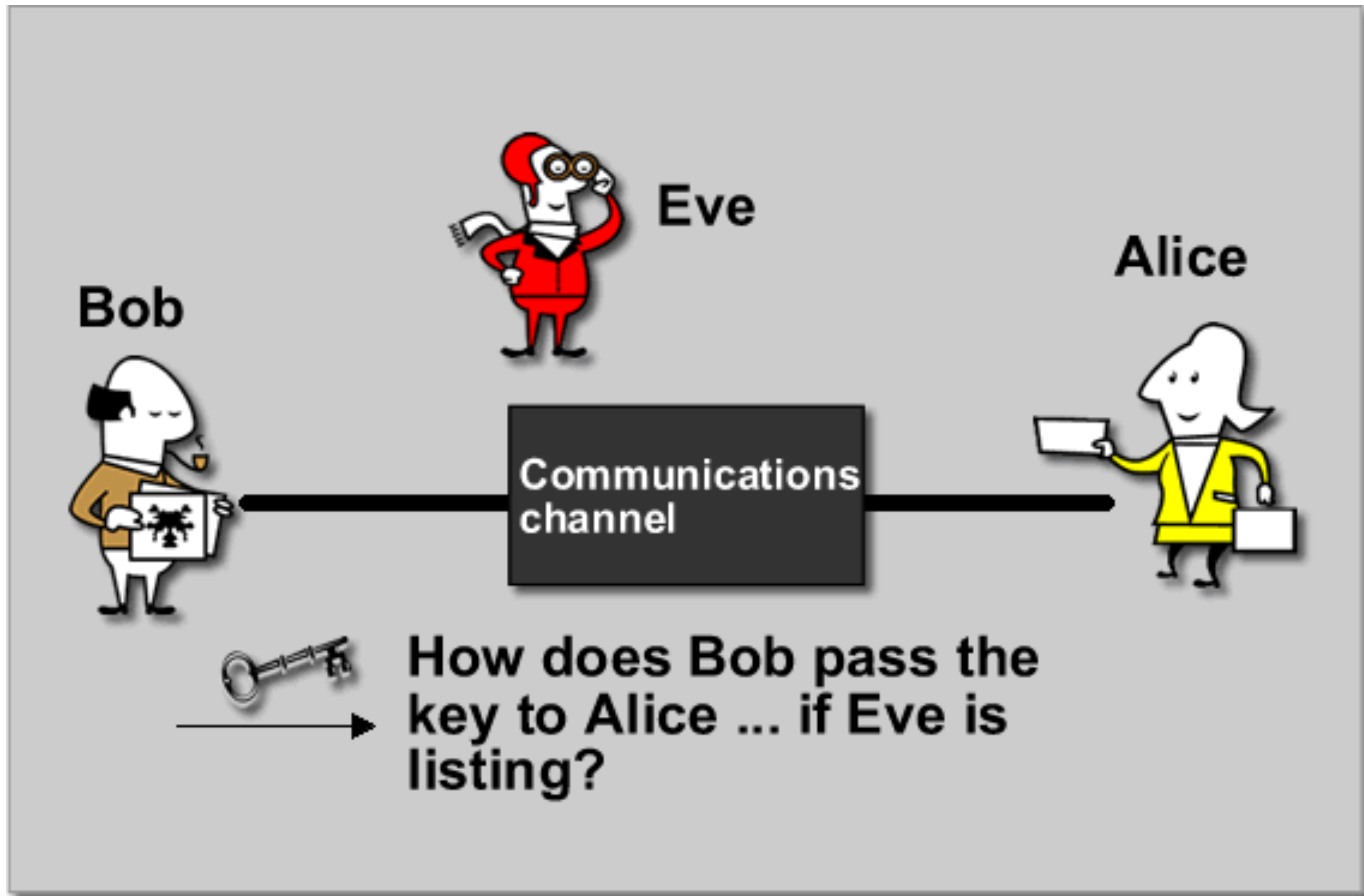 Eve
Alice
Bob
Communications
channel
How does Bob pass the
key to Alice ... if Eve is
listing?